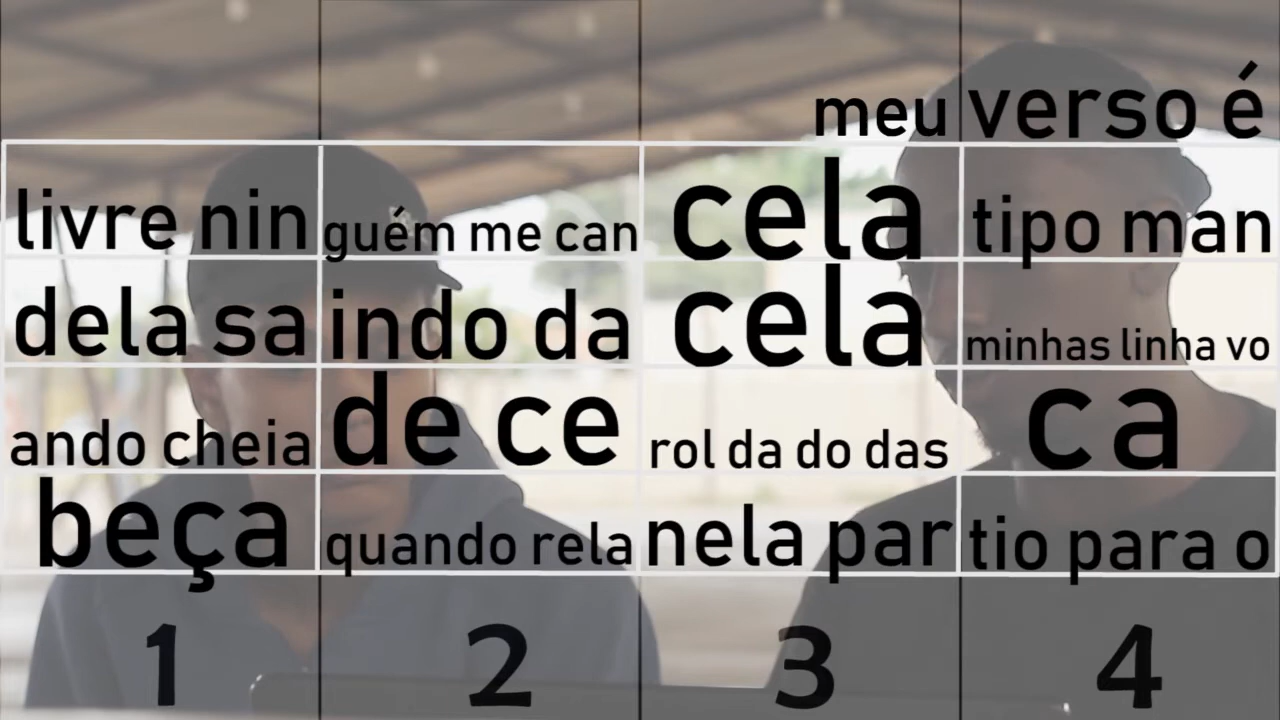 meu verso é
livre nin guém me can cela tipo man
dela sa indo da cela minhas linha vo
ando cheia de ce rol da do das ca
beça quando rela nela par tio para o
1 2 3 4